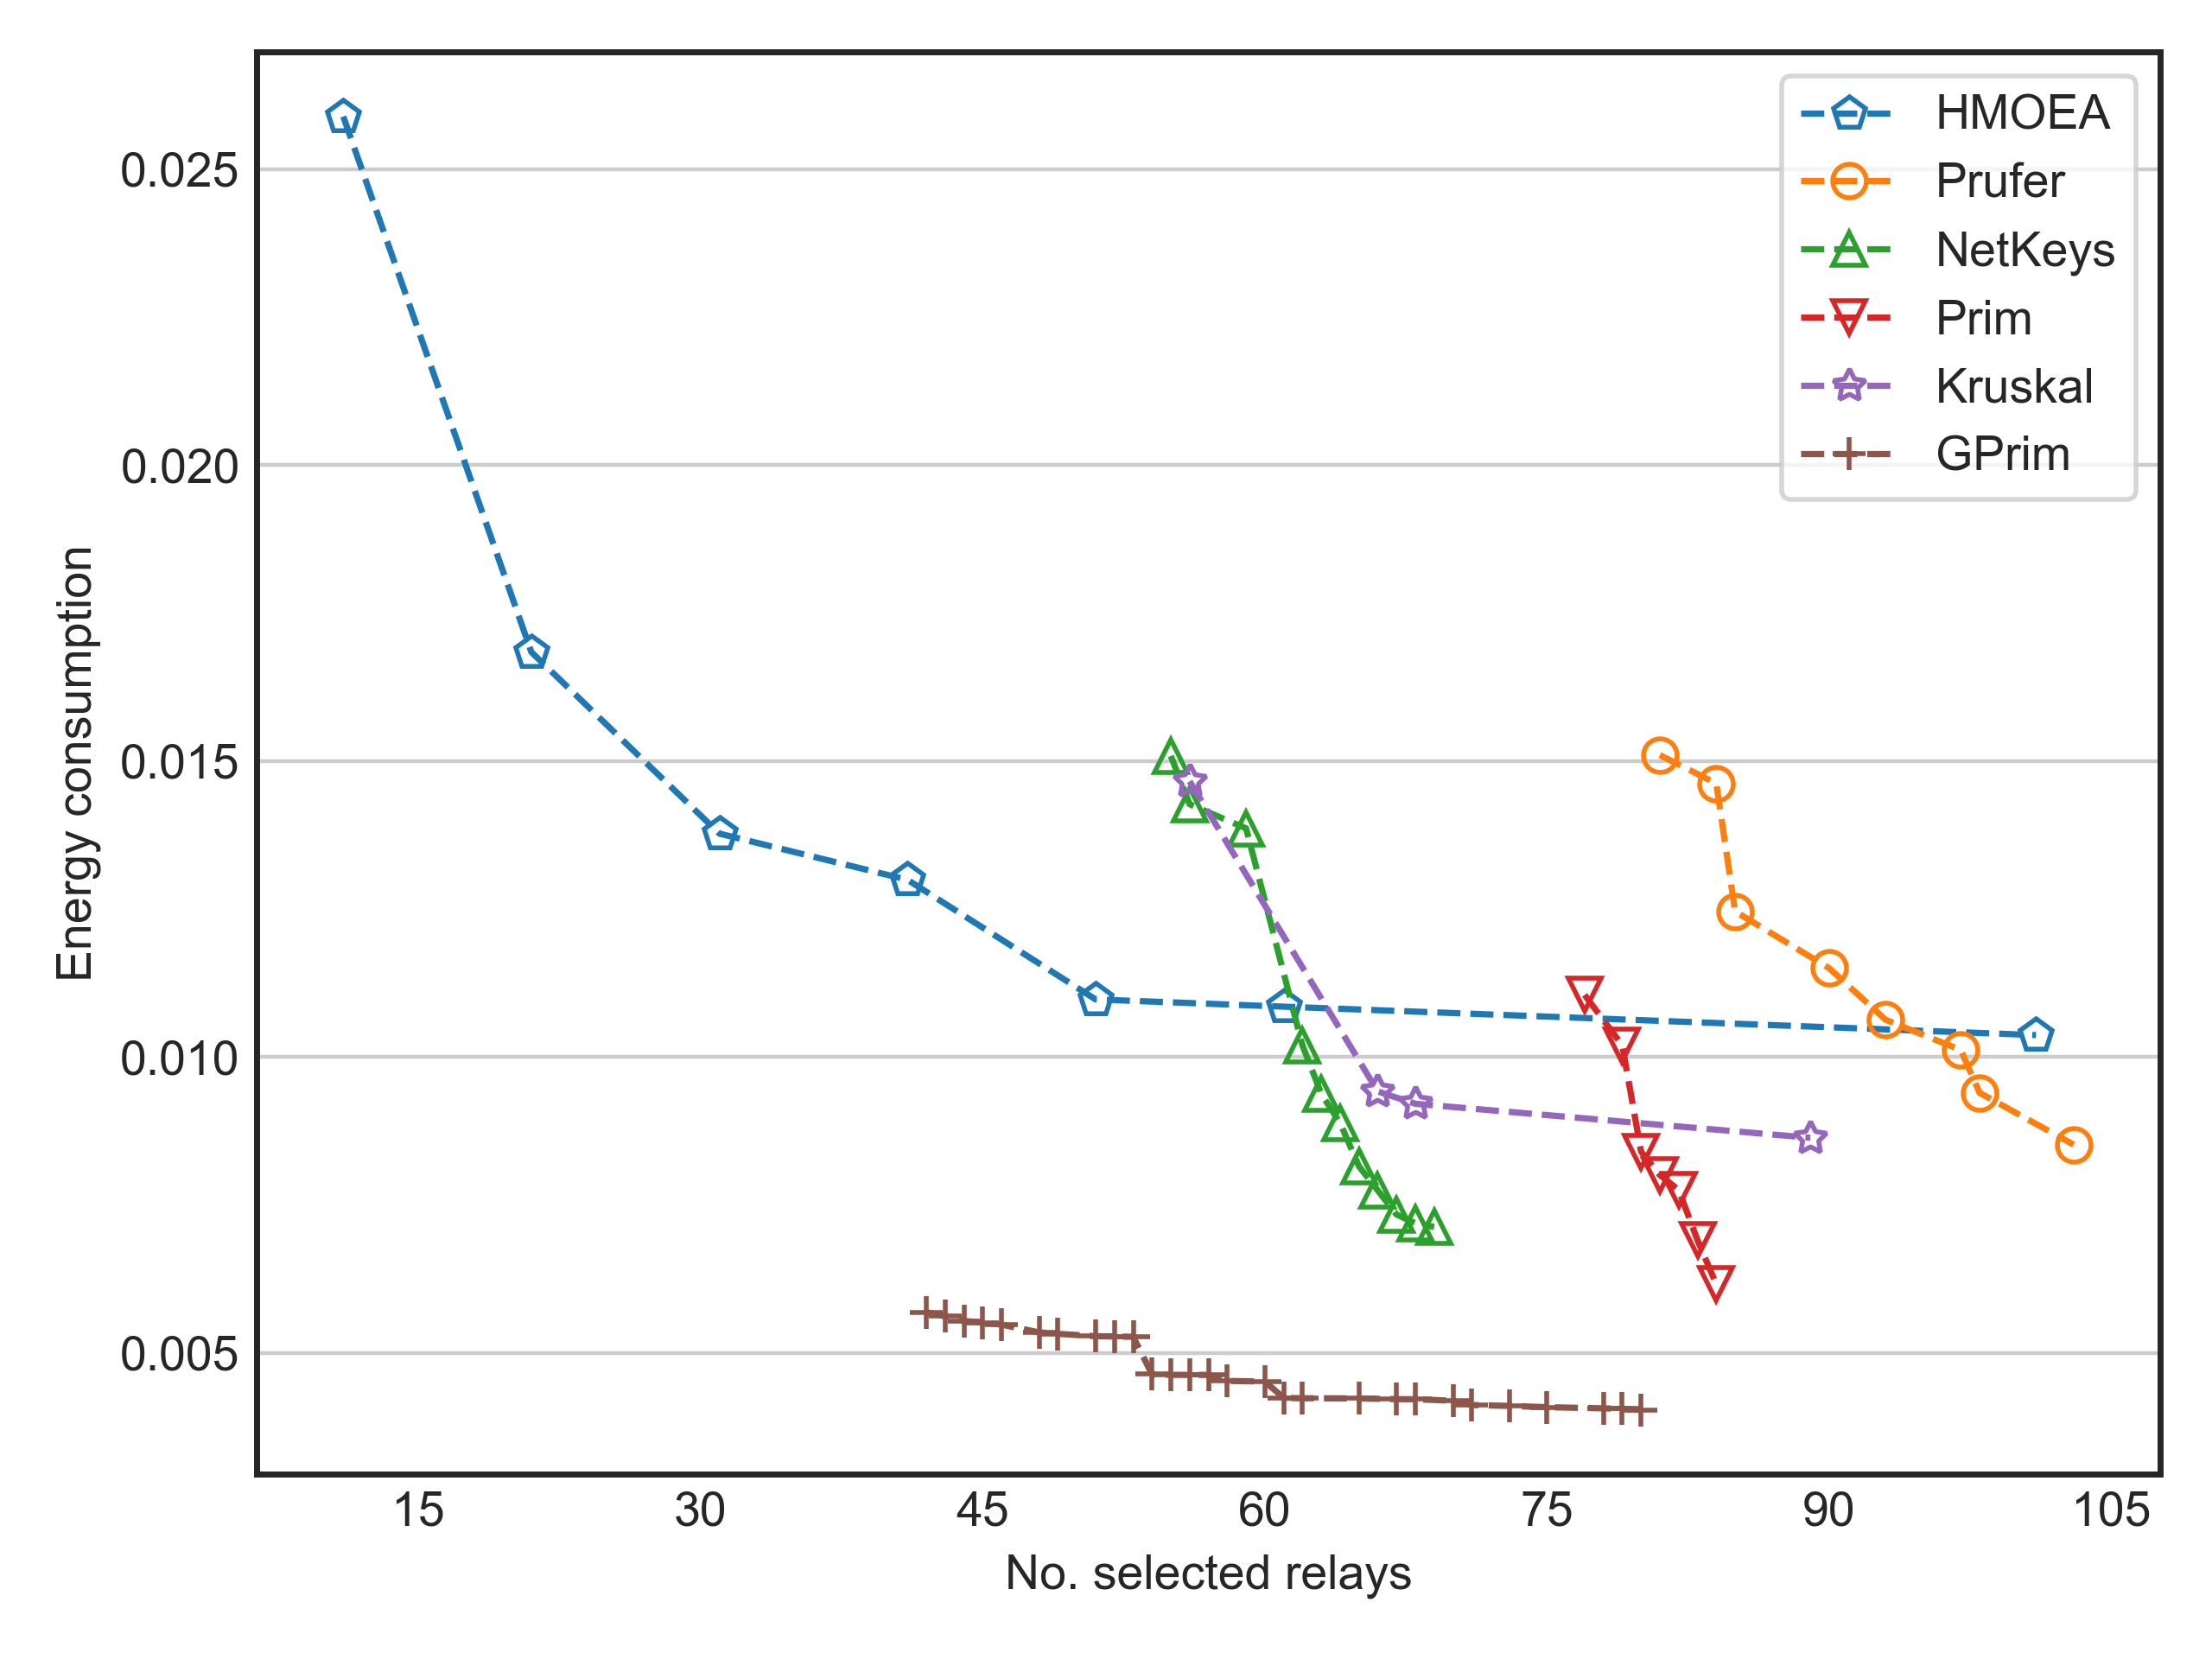 HMOEA
Prufer
NetKeys
Prim
Kruskal
GPrim
0.025
0.020
0.015
0.010
0.005
Energy consumption
15 30 45 60 75 90 105
No. selected relays